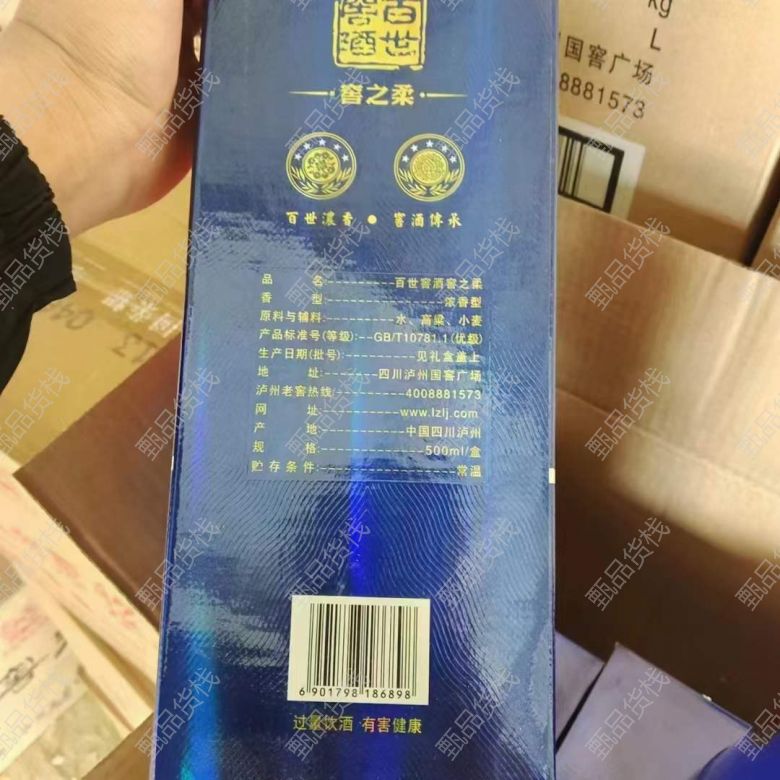 百世
窖酒
·窖之柔·
百世濃香 • 窖酒傳承
品 名:-----------百世窖酒窖之柔
香 型:--------------------浓香型
原料与辅料:-----------水、高粱、小麦
产品标准号(等级):---GB/T10781.1(优级)
生产日期(批号):-----------见礼盒盖上
地 址:--------四川泸州国窖广场
泸州老窖热线------------4008881573
网 址:------------www.lzlj.com
产 地:-------------中国四川泸州
规 格:----------------500ml/盒
贮存条件:----------------------常温
6 901798 186898
过量饮酒 有害健康
kg
L
国窖广场
8881573
甄品货栈